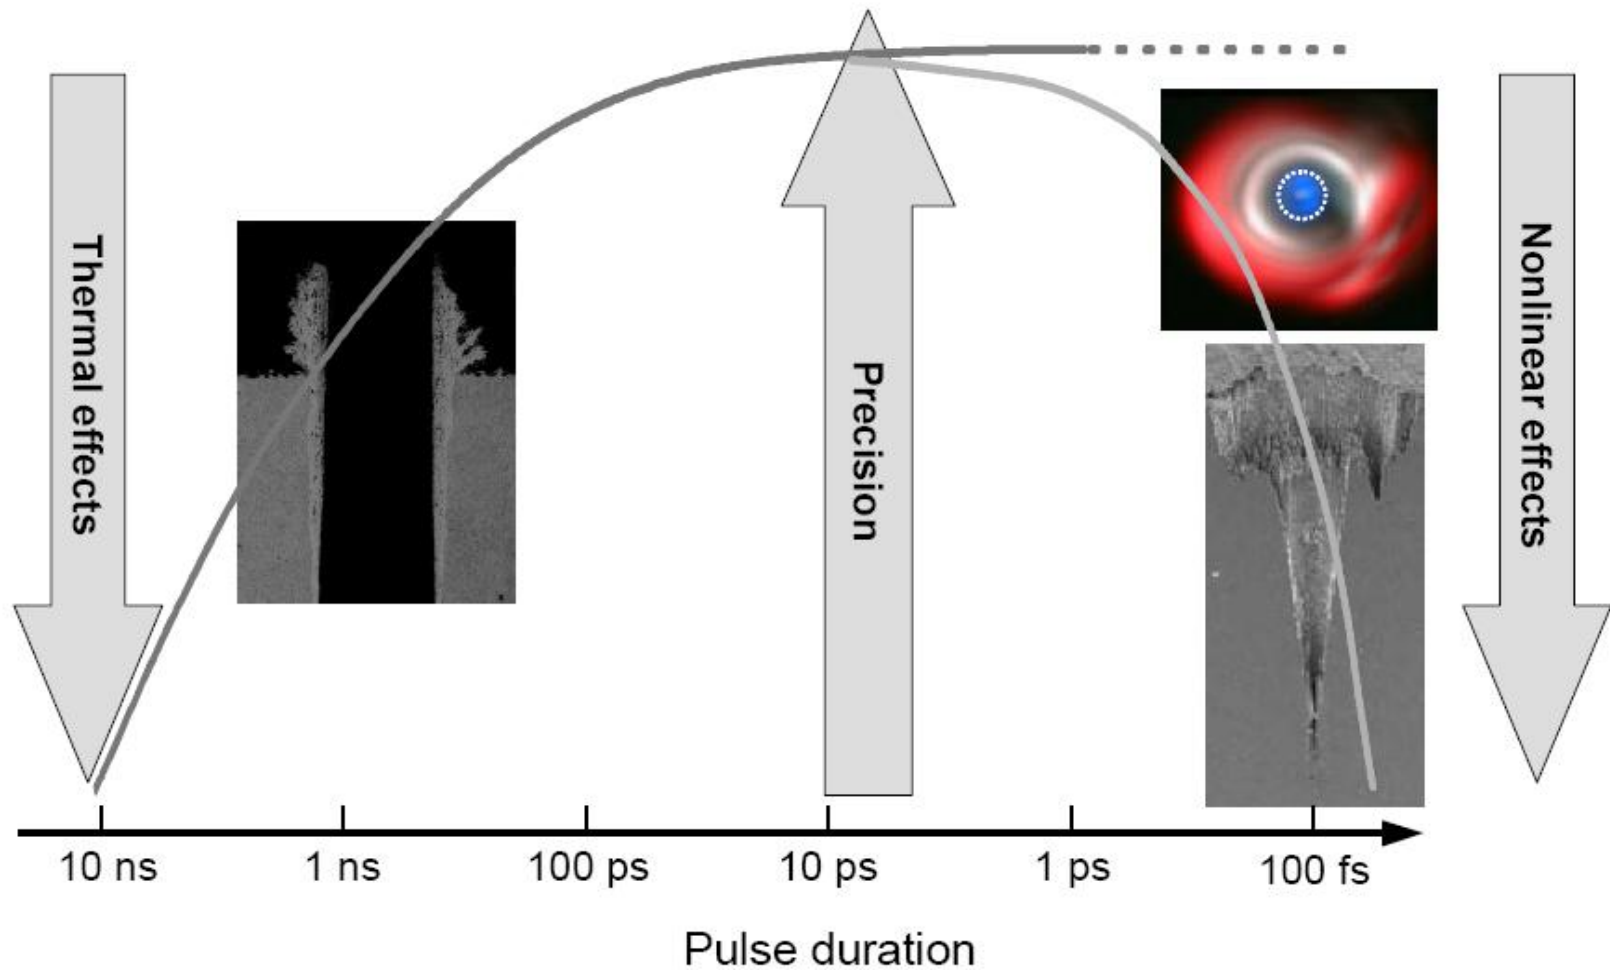 Thermal effects
Precision
Nonlinear effects
10 ns
1 ns
100 ps
10 ps
1 ps
100 fs
Pulse duration